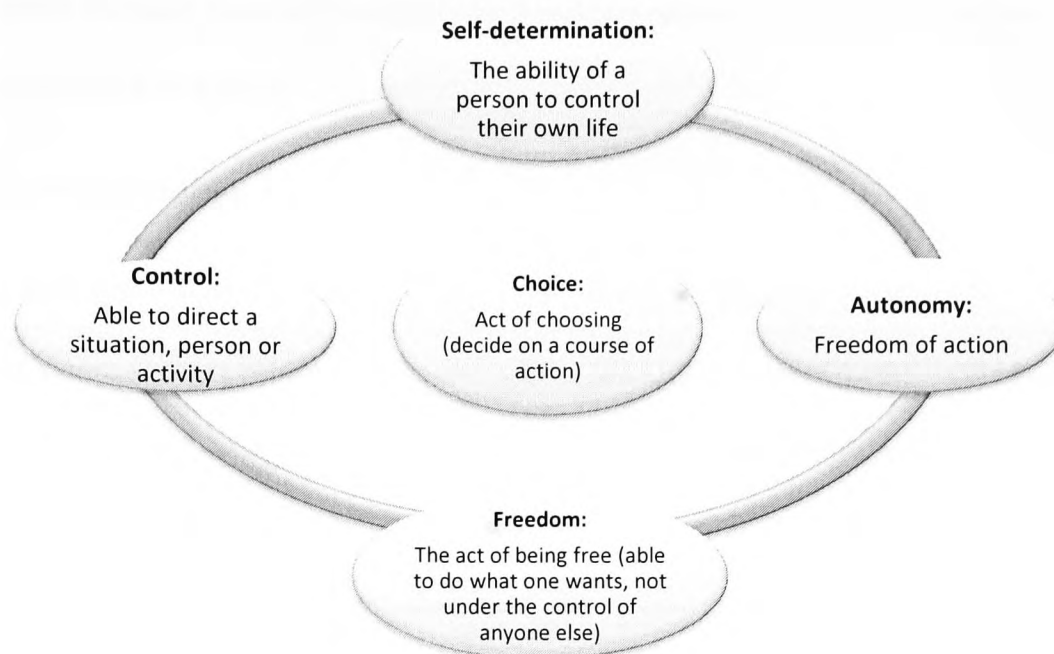 Self-determination:
The ability of a
person to control
their own life
Control:
Able to direct a
situation, person or
activity
Choice:
Act of choosing
(decide on a course of
action)
Autonomy:
Freedom of action
Freedom:
The act of being free (able
to do what one wants, not
under the control of
anyone else)